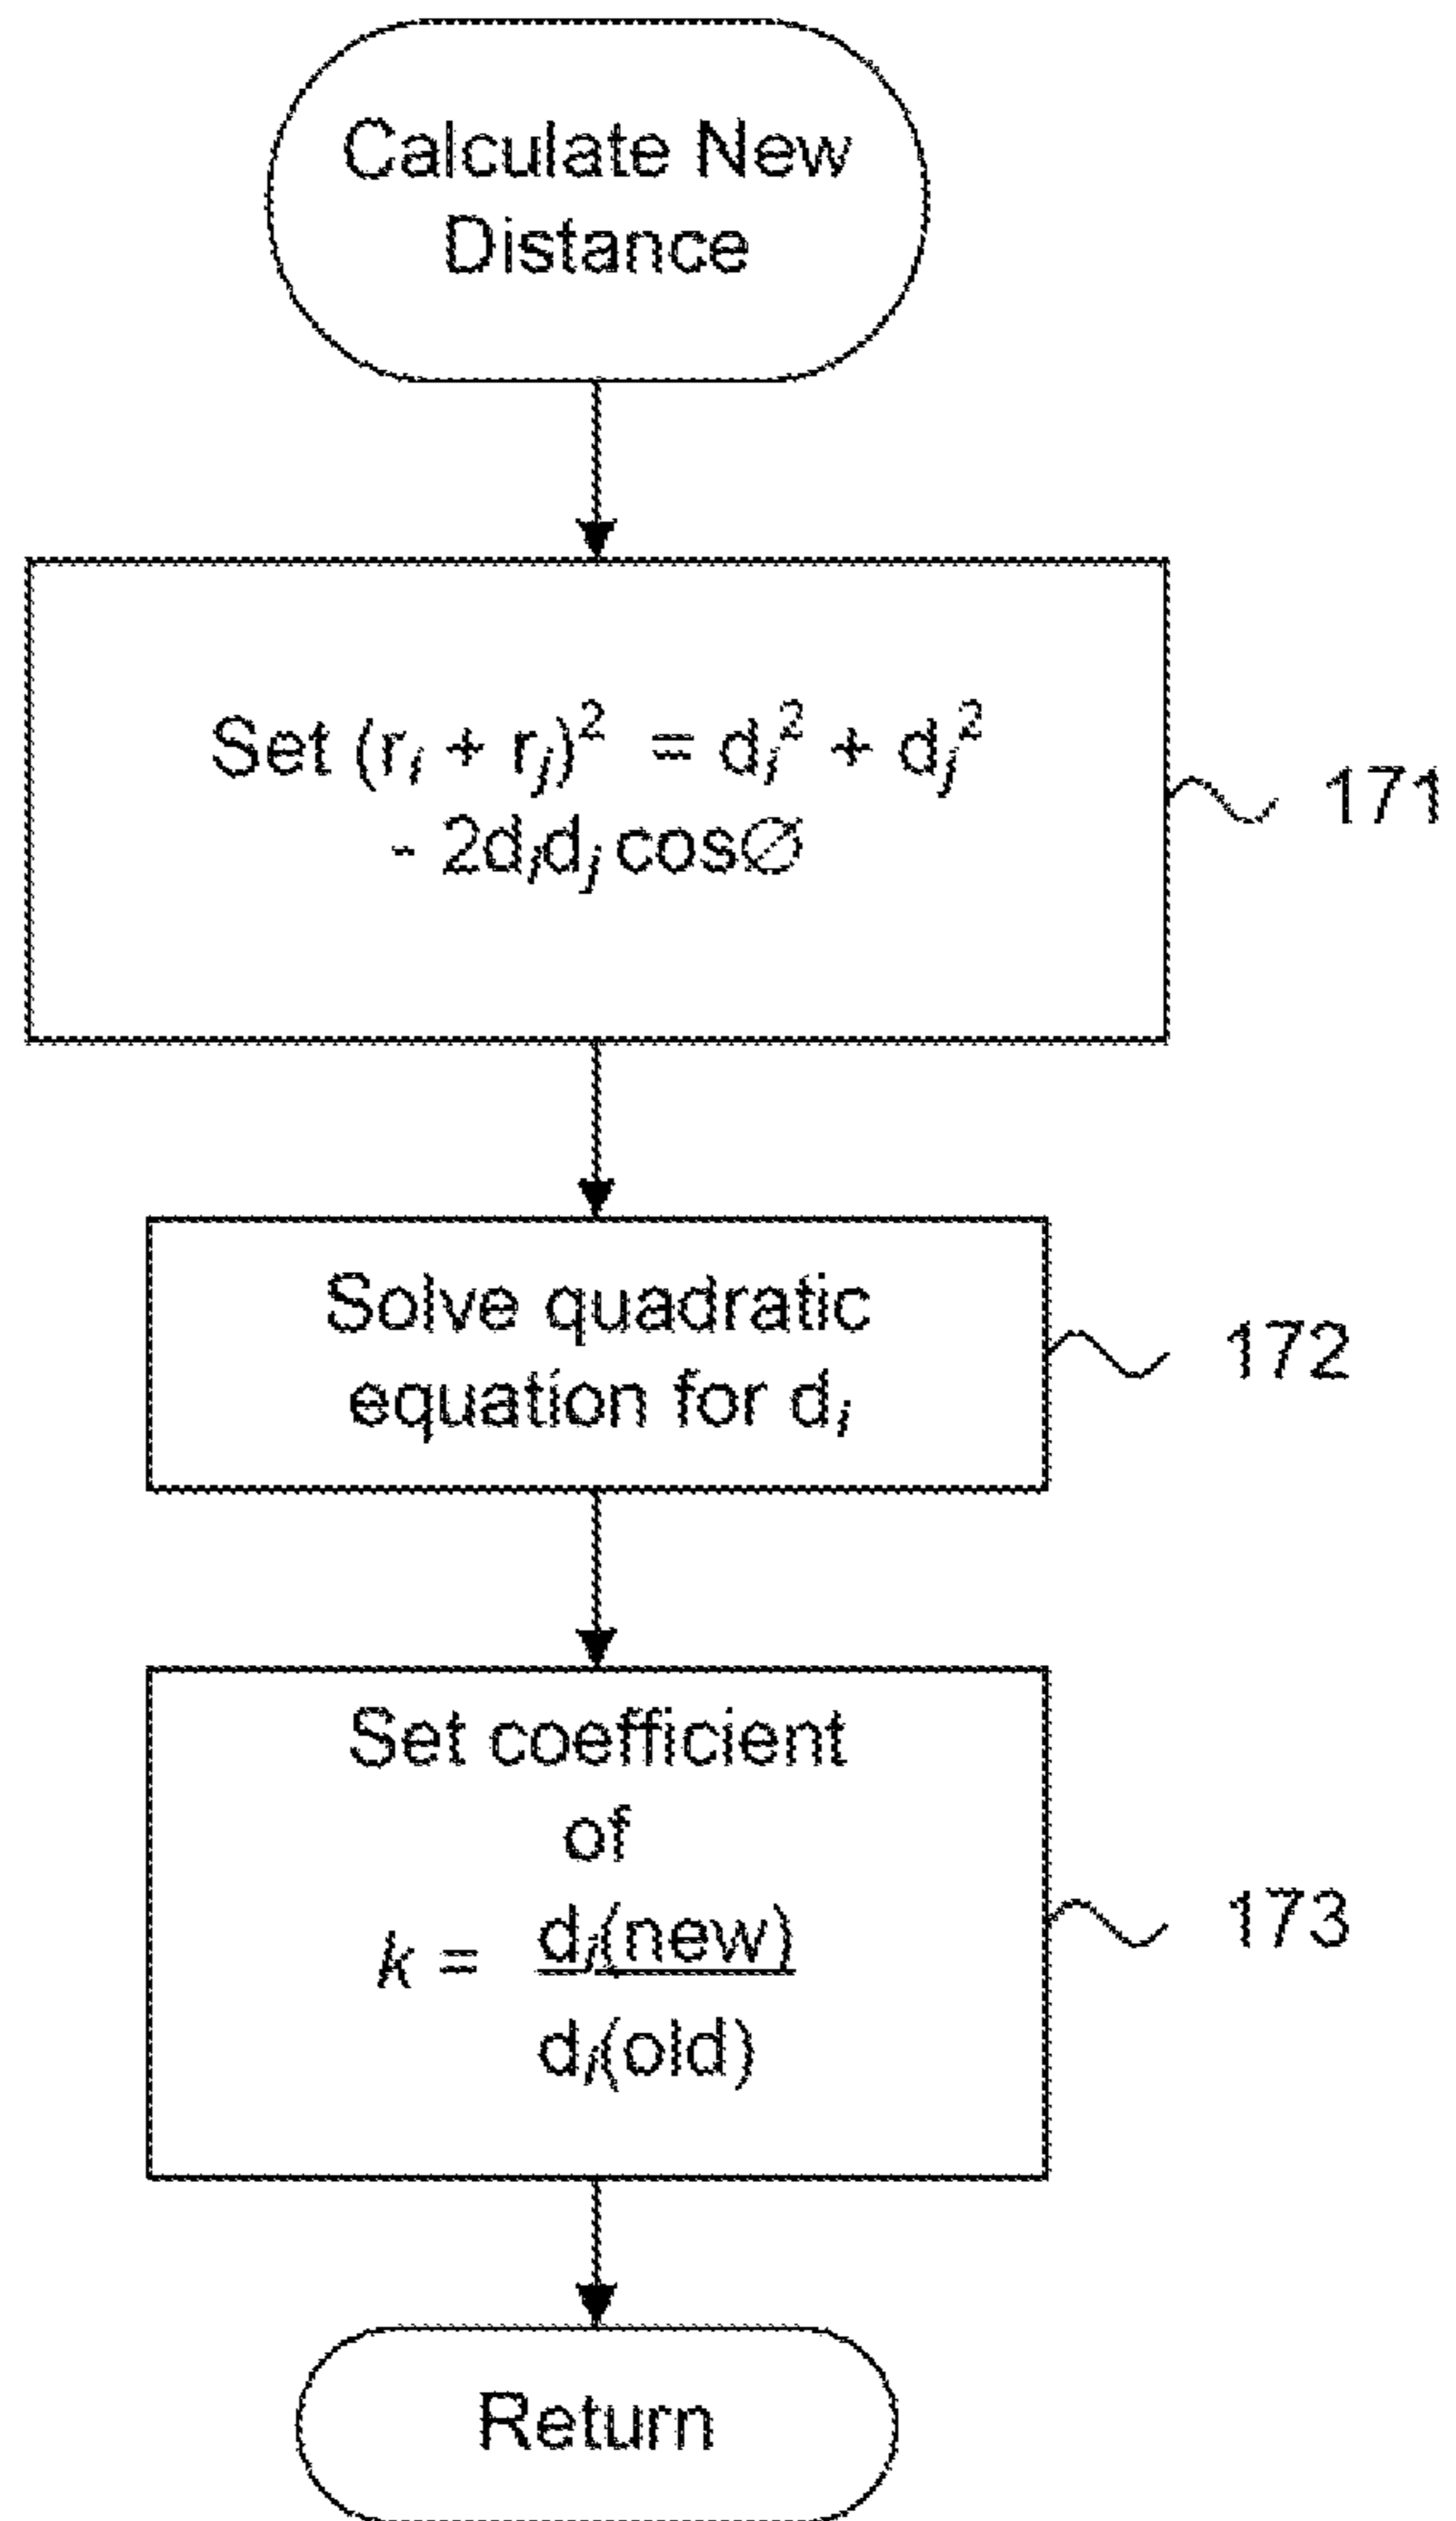 Calculate New
Distance
Set (rᵢ + rⱼ)² = dᵢ² + dⱼ²
- 2dᵢdⱼ cos∅
171
Solve quadratic
equation for dᵢ
172
Set coefficient
of
k = dᵢ(new)
dᵢ(old)
173
Return